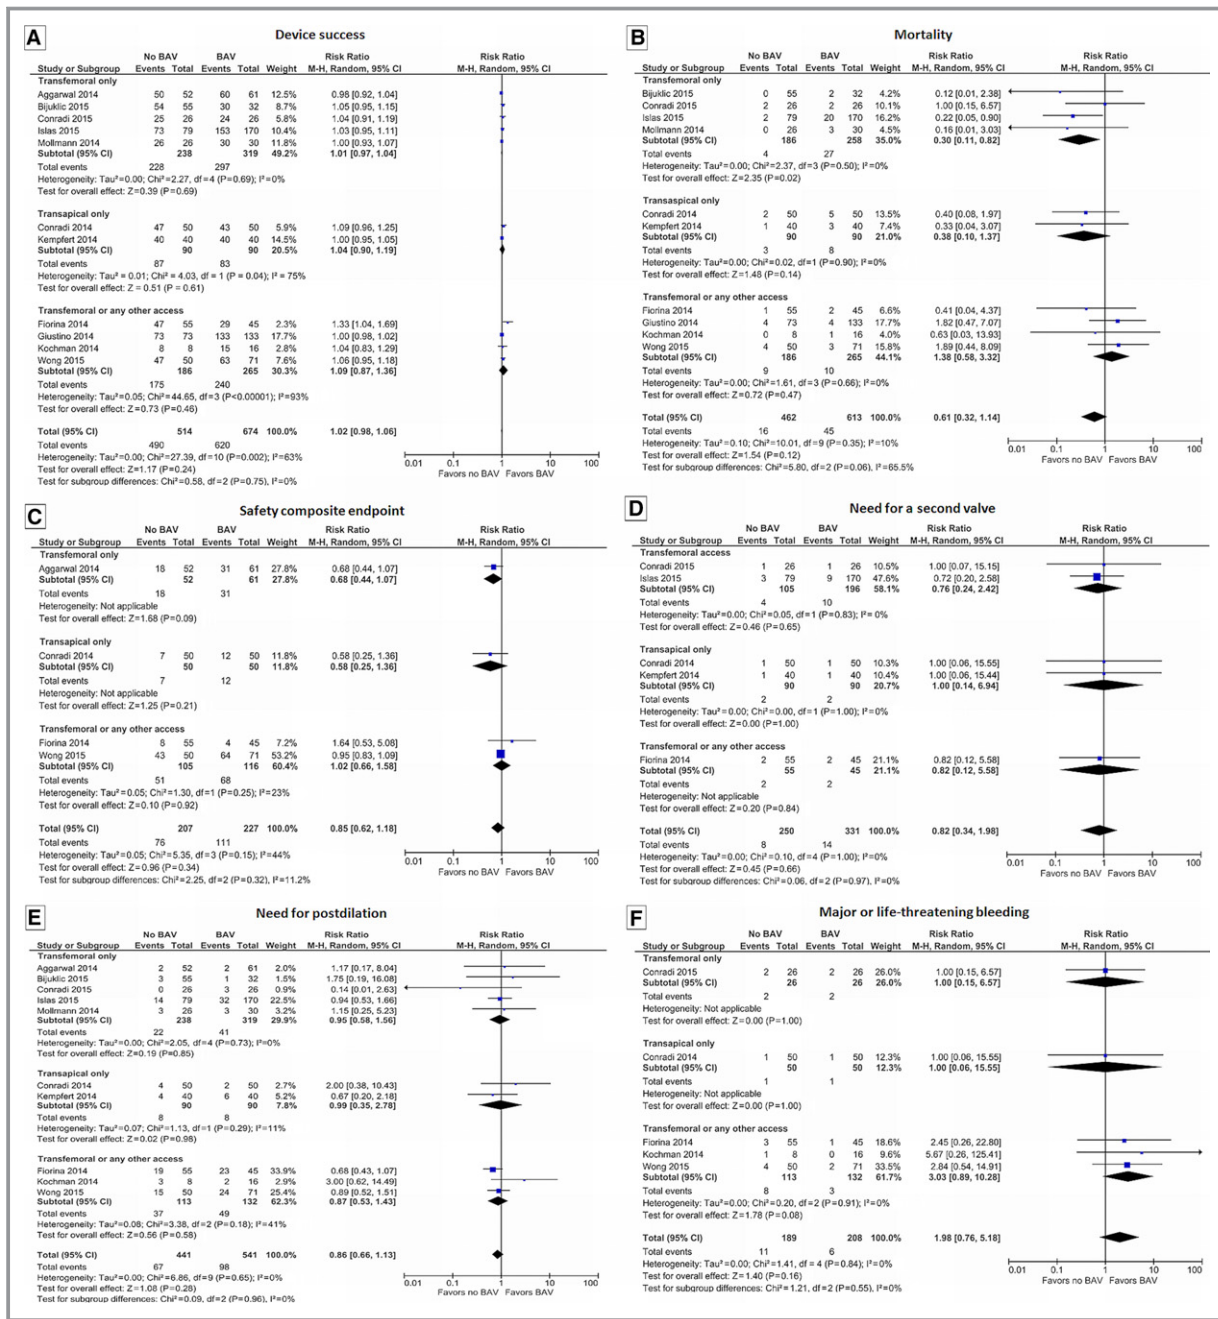 A
Device success
No BAV BAV Risk Ratio Risk Ratio
Study or Subgroup Events Total Events Total Weight M-H, Random, 95% CI M-H, Random, 95% CI
Transfemoral only
Aggarwal 2014 50 52 60 61 12.5% 0.98 [0.92, 1.04]
Bijuklic 2015 54 55 30 32 8.7% 1.05 [0.95, 1.15]
Conradi 2015 25 26 24 26 5.8% 1.04 [0.91, 1.19]
Islas 2015 73 79 153 170 10.4% 1.03 [0.95, 1.11]
Mollmann 2014 26 26 30 30 11.8% 1.00 [0.93, 1.07]
Subtotal (95% CI) 238 319 49.2% 1.01 [0.97, 1.04]
Total events 228 297
Heterogeneity: Tau²=0.00; Chi²=2.27, df=4 (P=0.69); I²=0%
Test for overall effect: Z=0.39 (P=0.69)
Transapical only
Conradi 2014 47 50 43 50 5.9% 1.09 [0.96, 1.25]
Kempfert 2014 40 40 40 40 14.5% 1.00 [0.95, 1.05]
Subtotal (95% CI) 90 90 20.5% 1.04 [0.90, 1.19]
Total events 87 83
Heterogeneity: Tau² = 0.01; Chi² = 4.03, df = 1 (P = 0.04); I² = 75%
Test for overall effect: Z = 0.51 (P = 0.61)
Transfemoral or any other access
Fiorina 2014 47 55 29 45 2.3% 1.33 [1.04, 1.69]
Giustino 2014 73 73 133 133 17.4% 1.00 [0.98, 1.02]
Kochman 2014 8 8 15 16 3.0% 1.04 [0.83, 1.29]
Wong 2015 47 50 63 71 7.6% 1.06 [0.95, 1.18]
Subtotal (95% CI) 186 265 30.3% 1.09 [0.87, 1.36]
Total events 175 240
Heterogeneity: Tau²=0.05; Chi²=44.65, df=3 (P<0.00001); I²=93%
Test for overall effect: Z=0.73 (P=0.46)
Total (95% CI) 514 674 100.0% 1.02 [0.98, 1.06]
Total events 490 620
Heterogeneity: Tau²=0.00; Chi²=27.39, df=10 (P=0.002); I²=63%
Test for overall effect: Z=1.17 (P=0.24)
Test for subgroup differences: Chi²=0.58, df=2 (P=0.75), I²=0%
0.01 0.1 1 10 100
Favors no BAV Favors BAV
B
Mortality
No BAV BAV Risk Ratio Risk Ratio
Study or Subgroup Events Total Events Total Weight M-H, Random, 95% CI M-H, Random, 95% CI
Transfemoral only
Bijuklic 2015 0 55 2 32 4.2% 0.12 [0.01, 2.38]
Conradi 2015 2 26 2 26 10.1% 1.00 [0.15, 6.57]
Islas 2015 2 79 20 170 16.2% 0.22 [0.05, 0.90]
Mollmann 2014 0 26 3 30 4.4% 0.16 [0.01, 3.03]
Subtotal (95% CI) 186 258 35.0% 0.30 [0.11, 0.82]
Total events 4 27
Heterogeneity: Tau²=0.00; Chi²=2.37, df=3 (P=0.50); I²=0%
Test for overall effect: Z=2.35 (P=0.02)
Transaspical only
Conradi 2014 2 50 5 50 13.5% 0.40 [0.08, 1.97]
Kempfert 2014 1 40 3 40 7.4% 0.33 [0.04, 3.07]
Subtotal (95% CI) 90 90 21.0% 0.38 [0.10, 1.37]
Total events 3 8
Heterogeneity: Tau²=0.00; Chi²=0.02, df=1 (P=0.90); I²=0%
Test for overall effect: Z=1.48 (P=0.14)
Transfemoral or any other access
Fiorina 2014 1 55 2 45 6.6% 0.41 [0.04, 4.37]
Giustino 2014 4 73 4 133 17.7% 1.82 [0.47, 7.07]
Kochman 2014 0 8 1 16 4.0% 0.63 [0.03, 13.93]
Wong 2015 4 50 3 71 15.8% 1.89 [0.44, 8.09]
Subtotal (95% CI) 186 265 44.1% 1.38 [0.58, 3.32]
Total events 9 10
Heterogeneity: Tau²=0.00; Chi²=1.61, df=3 (P=0.66); I²=0%
Test for overall effect: Z=0.72 (P=0.47)
Total (95% CI) 462 613 100.0% 0.61 [0.32, 1.14]
Total events 16 45
Heterogeneity: Tau²=0.10; Chi²=10.01, df=9 (P=0.35); I²=10%
Test for overall effect: Z=1.54 (P=0.12)
Test for subgroup differences: Chi²=5.80, df=2 (P=0.06), I²=65.5%
0.01 0.1 1 10 100
Favors no BAV Favors BAV
C
Safety composite endpoint
No BAV BAV Risk Ratio Risk Ratio
Study or Subgroup Events Total Events Total Weight M-H, Random, 95% CI M-H, Random, 95% CI
Transfemoral only
Aggarwal 2014 18 52 31 61 27.8% 0.68 [0.44, 1.07]
Subtotal (95% CI) 52 61 27.8% 0.68 [0.44, 1.07]
Total events 18 31
Heterogeneity: Not applicable
Test for overall effect: Z=1.68 (P=0.09)
Transapical only
Conradi 2014 7 50 12 50 11.8% 0.58 [0.25, 1.36]
Subtotal (95% CI) 50 50 11.8% 0.58 [0.25, 1.36]
Total events 7 12
Heterogeneity: Not applicable
Test for overall effect: Z=1.25 (P=0.21)
Transfemoral or any other access
Fiorina 2014 8 55 4 45 7.2% 1.64 [0.53, 5.08]
Wong 2015 43 50 64 71 53.2% 0.95 [0.83, 1.09]
Subtotal (95% CI) 105 116 60.4% 1.02 [0.66, 1.58]
Total events 51 68
Heterogeneity: Tau²=0.05; Chi²=1.30, df=1 (P=0.25); I²=23%
Test for overall effect: Z=0.10 (P=0.92)
Total (95% CI) 207 227 100.0% 0.85 [0.62, 1.18]
Total events 76 111
Heterogeneity: Tau²=0.05; Chi²=5.35, df=3 (P=0.15); I²=44%
Test for overall effect: Z=0.96 (P=0.34)
Test for subgroup differences: Chi²=2.25, df=2 (P=0.32), I²=11.2%
0.01 0.1 1 10 100
Favors no BAV Favors BAV
D
Need for a second valve
No BAV BAV Risk Ratio Risk Ratio
Study or Subgroup Events Total Events Total Weight M-H, Random, 95% CI M-H, Random, 95% CI
Transfemoral access
Conradi 2015 1 26 1 26 10.5% 1.00 [0.07, 15.15]
Islas 2015 3 79 9 170 47.6% 0.72 [0.20, 2.58]
Subtotal (95% CI) 105 196 58.1% 0.76 [0.24, 2.42]
Total events 4 10
Heterogeneity: Tau²=0.00; Chi²=0.05, df=1 (P=0.83); I²= 0%
Test for overall effect: Z=0.46 (P=0.65)
Transapical only
Conradi 2014 1 50 1 50 10.3% 1.00 [0.06, 15.55]
Kempfert 2014 1 40 1 40 10.4% 1.00 [0.06, 15.44]
Subtotal (95% CI) 90 90 20.7% 1.00 [0.14, 6.94]
Total events 2 2
Heterogeneity: Tau²=0.00; Chi²=0.00, df=1 (P=1.00); I²=0%
Test for overall effect: Z=0.00 (P=1.00)
Transfemoral or any other access
Fiorina 2014 2 55 2 45 21.1% 0.82 [0.12, 5.58]
Subtotal (95% CI) 55 45 21.1% 0.82 [0.12, 5.58]
Total events 2 2
Heterogeneity: Not applicable
Test for overall effect: Z=0.20 (P=0.84)
Total (95% CI) 250 331 100.0% 0.82 [0.34, 1.98]
Total events 8 14
Heterogeneity: Tau²=0.00; Chi²=0.10, df=4 (P=1.00); I²=0%
Test for overall effect: Z=0.45 (P=0.66)
Test for subgroup differences: Chi²=0.06, df=2 (P=0.97), I²=0%
0.01 0.1 1 10 100
Favors no BAV Favors BAV
E
Need for postdilation
No BAV BAV Risk Ratio Risk Ratio
Study or Subgroup Events Total Events Total Weight M-H, Random, 95% CI M-H, Random, 95% CI
Transfemoral only
Aggarwal 2014 2 52 2 61 2.0% 1.17 [0.17, 8.04]
Bijuklic 2015 3 55 1 32 1.5% 1.75 [0.19, 16.08]
Conradi 2015 0 26 3 26 0.9% 0.14 [0.01, 2.63]
Islas 2015 14 79 32 170 22.5% 0.94 [0.53, 1.66]
Mollmann 2014 3 26 3 30 3.2% 1.15 [0.25, 5.23]
Subtotal (95% CI) 238 319 29.9% 0.95 [0.58, 1.56]
Total events 22 41
Heterogeneity: Tau²=0.00; Chi²=2.05, df=4 (P=0.73); I²=0%
Test for overall effect: Z=0.19 (P=0.85)
Transapical only
Conradi 2014 4 50 2 50 2.7% 2.00 [0.38, 10.43]
Kempfert 2014 4 40 6 40 5.2% 0.67 [0.20, 2.18]
Subtotal (95% CI) 90 90 7.8% 0.99 [0.35, 2.78]
Total events 8 8
Heterogeneity: Tau²=0.07; Chi²=1.13, df=1 (P=0.29); I²=11%
Test for overall effect: Z=0.02 (P=0.98)
Transfemoral or any other access
Fiorina 2014 19 55 23 45 33.9% 0.68 [0.43, 1.07]
Kochman 2014 3 8 2 16 2.9% 3.00 [0.62, 14.49]
Wong 2015 15 50 24 71 25.4% 0.89 [0.52, 1.51]
Subtotal (95% CI) 113 132 62.3% 0.87 [0.53, 1.43]
Total events 37 49
Heterogeneity: Tau²=0.08; Chi²=3.38, df=2 (P=0.18); I²=41%
Test for overall effect: Z=0.56 (P=0.58)
Total (95% CI) 441 541 100.0% 0.86 [0.66, 1.13]
Total events 67 98
Heterogeneity: Tau²=0.00; Chi²=6.86, df=9 (P=0.65); I²=0%
Test for overall effect: Z=1.08 (P=0.28)
Test for subgroup differences: Chi²=0.09, df=2 (P=0.96), I²=0%
0.01 0.1 1 10 100
Favors no BAV Favors BAV
F
Major or life-threatening bleeding
No BAV BAV Risk Ratio Risk Ratio
Study or Subgroup Events Total Events Total Weight M-H, Random, 95% CI M-H, Random, 95% CI
Transfemoral only
Conradi 2015 2 26 2 26 26.0% 1.00 [0.15, 6.57]
Subtotal (95% CI) 26 26 26.0% 1.00 [0.15, 6.57]
Total events 2 2
Heterogeneity: Not applicable
Test for overall effect: Z=0.00 (P=1.00)
Transapical only
Conradi 2014 1 50 1 50 12.3% 1.00 [0.06, 15.55]
Subtotal (95% CI) 50 50 12.3% 1.00 [0.06, 15.55]
Total events 1 1
Heterogeneity: Not applicable
Test for overall effect: Z=0.00 (P=1.00)
Transfemoral or any other access
Fiorina 2014 3 55 1 45 18.6% 2.45 [0.26, 22.80]
Kochman 2014 1 8 0 16 9.6% 5.67 [0.26, 125.41]
Wong 2015 4 50 2 71 33.5% 2.84 [0.54, 14.91]
Subtotal (95% CI) 113 132 61.7% 3.03 [0.89, 10.28]
Total events 8 3
Heterogeneity: Tau²=0.00; Chi²=0.20, df=2 (P=0.91); I²=0%
Test for overall effect: Z=1.78 (P=0.08)
Total (95% CI) 189 208 100.0% 1.98 [0.76, 5.18]
Total events 11 6
Heterogeneity: Tau²=0.00; Chi²=1.41, df = 4 (P=0.84); I²=0%
Test for overall effect: Z=1.40 (P=0.16)
Test for subgroup differences: Chi²=1.21, df=2 (P=0.55), I²=0%
0.01 0.1 1 10 100
Favors no BAV Favors BAV